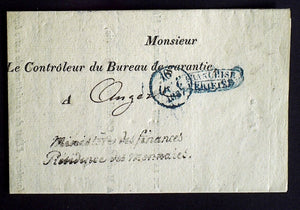 Monsieur
Le Contrôleur du Bureau de garantie
A Angers
FRANCHISE
Ministère des finances
Présidence des Monnaies.